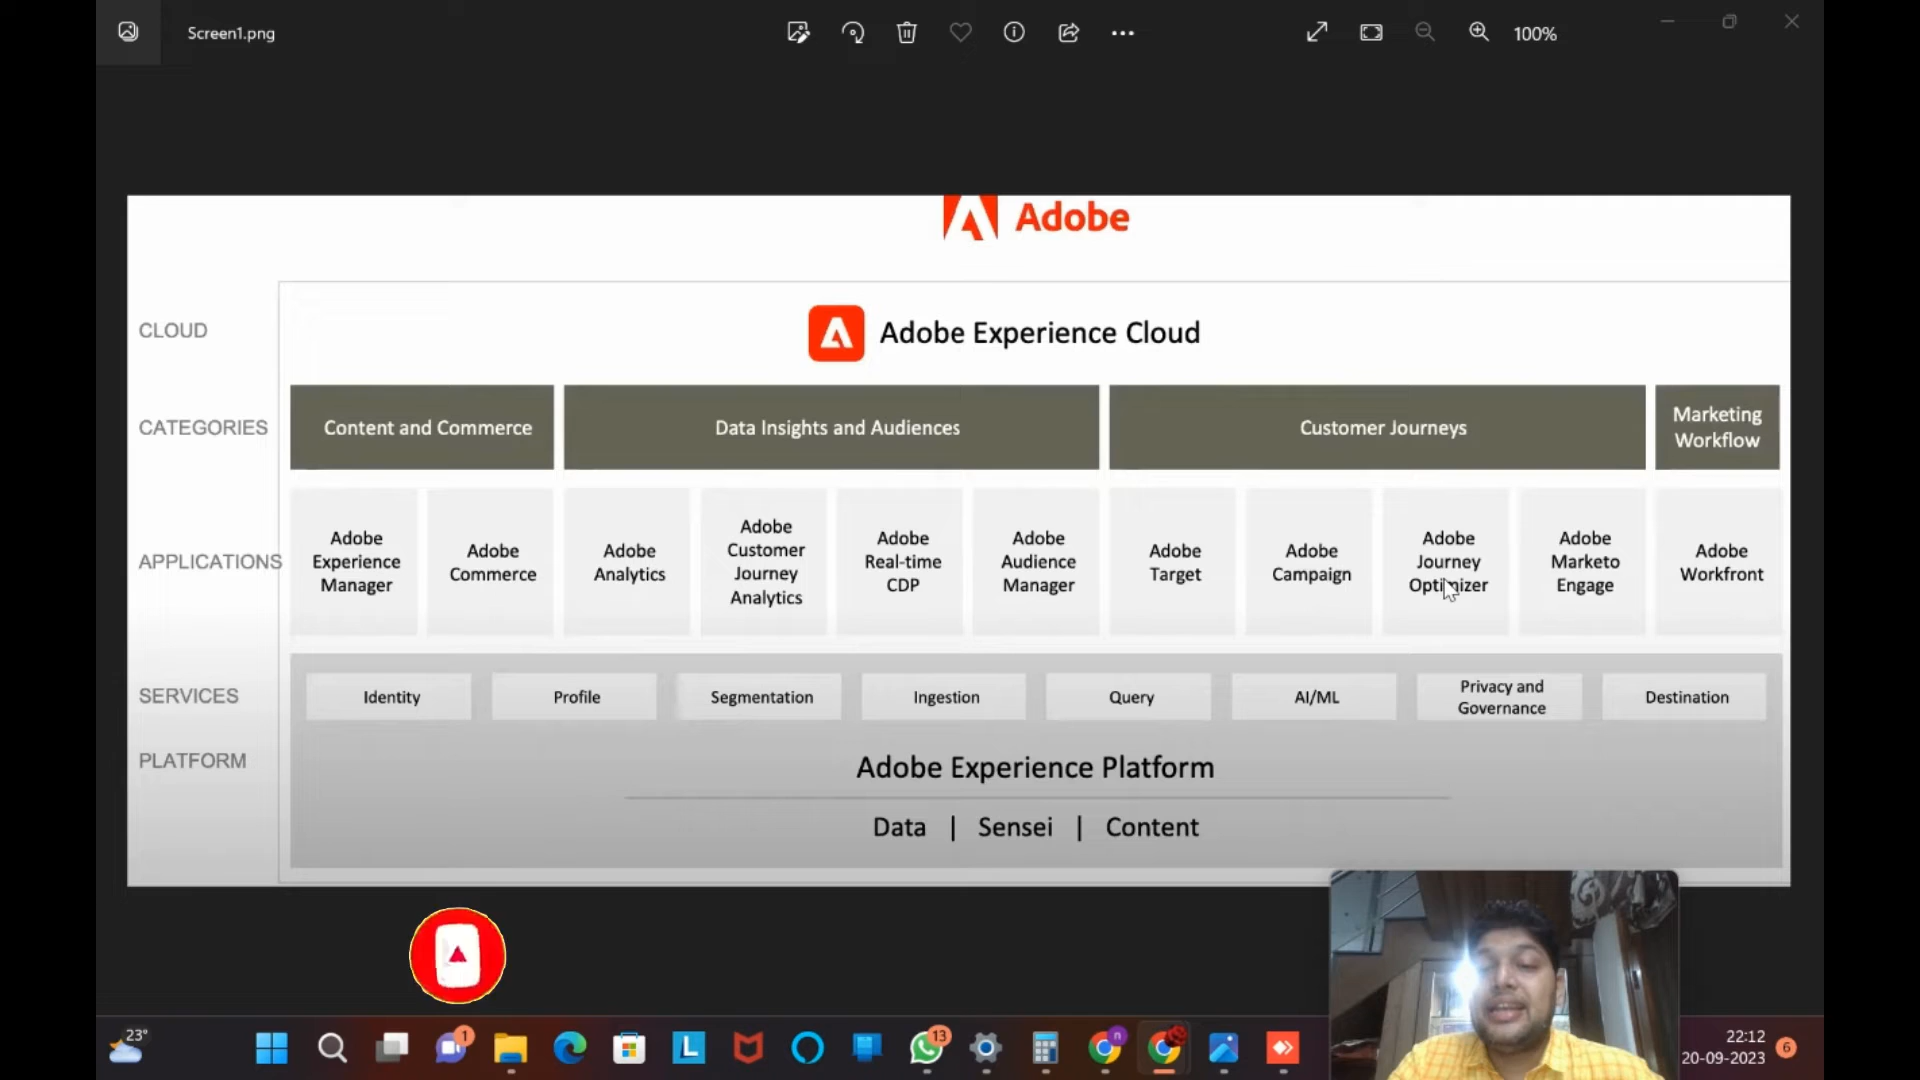 Screen1.png
100%
Adobe
CLOUD
Adobe Experience Cloud
CATEGORIES
Content and Commerce
Data Insights and Audiences
Customer Journeys
Marketing
Workflow
APPLICATIONS
Adobe
Experience
Manager
Adobe
Commerce
Adobe
Analytics
Adobe
Customer
Journey
Analytics
Adobe
Real-time
CDP
Adobe
Audience
Manager
Adobe
Target
Adobe
Campaign
Adobe
Journey
Optimizer
Adobe
Marketo
Engage
Adobe
Workfront
SERVICES
Identity
Profile
Segmentation
Ingestion
Query
AI/ML
Privacy and
Governance
Destination
PLATFORM
Adobe Experience Platform
Data | Sensei | Content
23°
1
L
13
n
22:12
20-09-2023
6